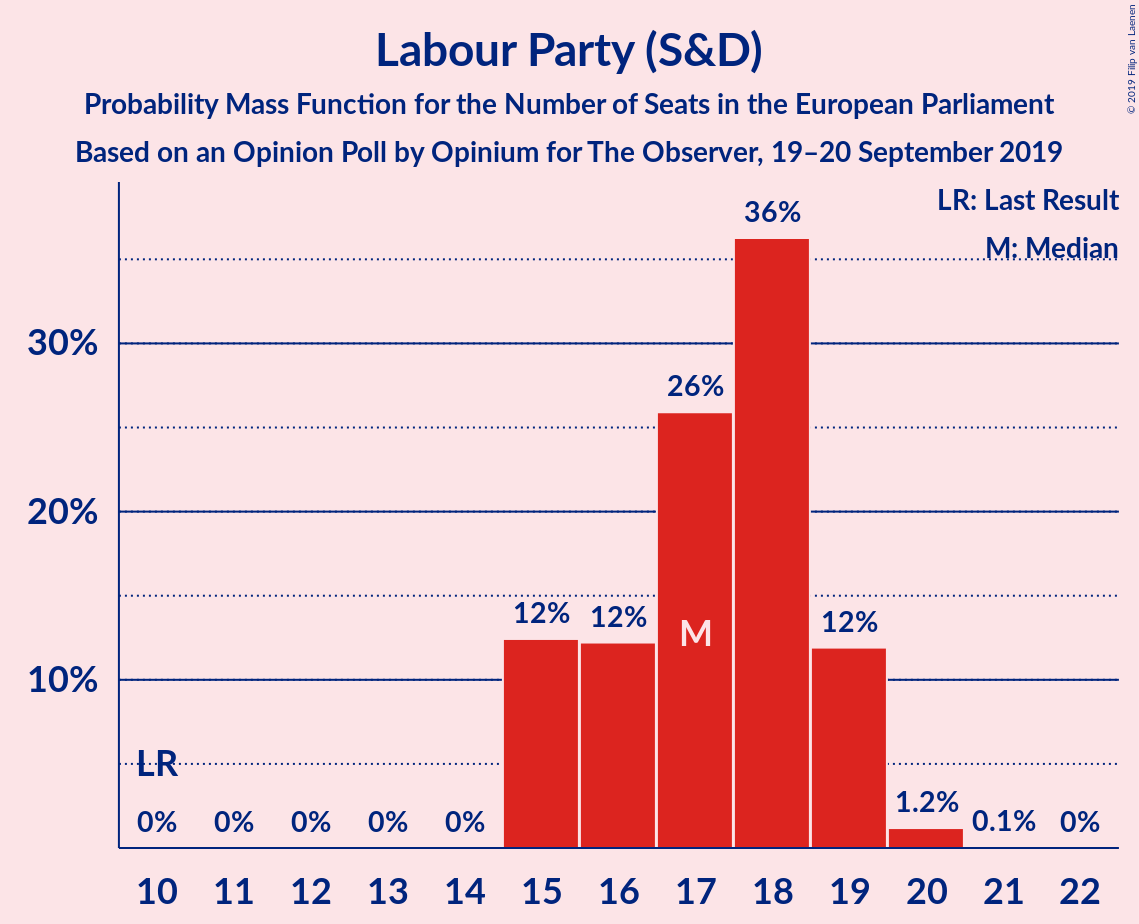 © 2019 Filip van Laenen
Labour Party (S&D)
Probability Mass Function for the Number of Seats in the European Parliament
Based on an Opinion Poll by Opinium for The Observer, 19–20 September 2019
LR: Last Result
M: Median
36%
30%
26%
20%
12% 12% M 12%
10%
LR
0% 0% 0% 0% 0% 1.2% 0.1% 0%
10 11 12 13 14 15 16 17 18 19 20 21 22